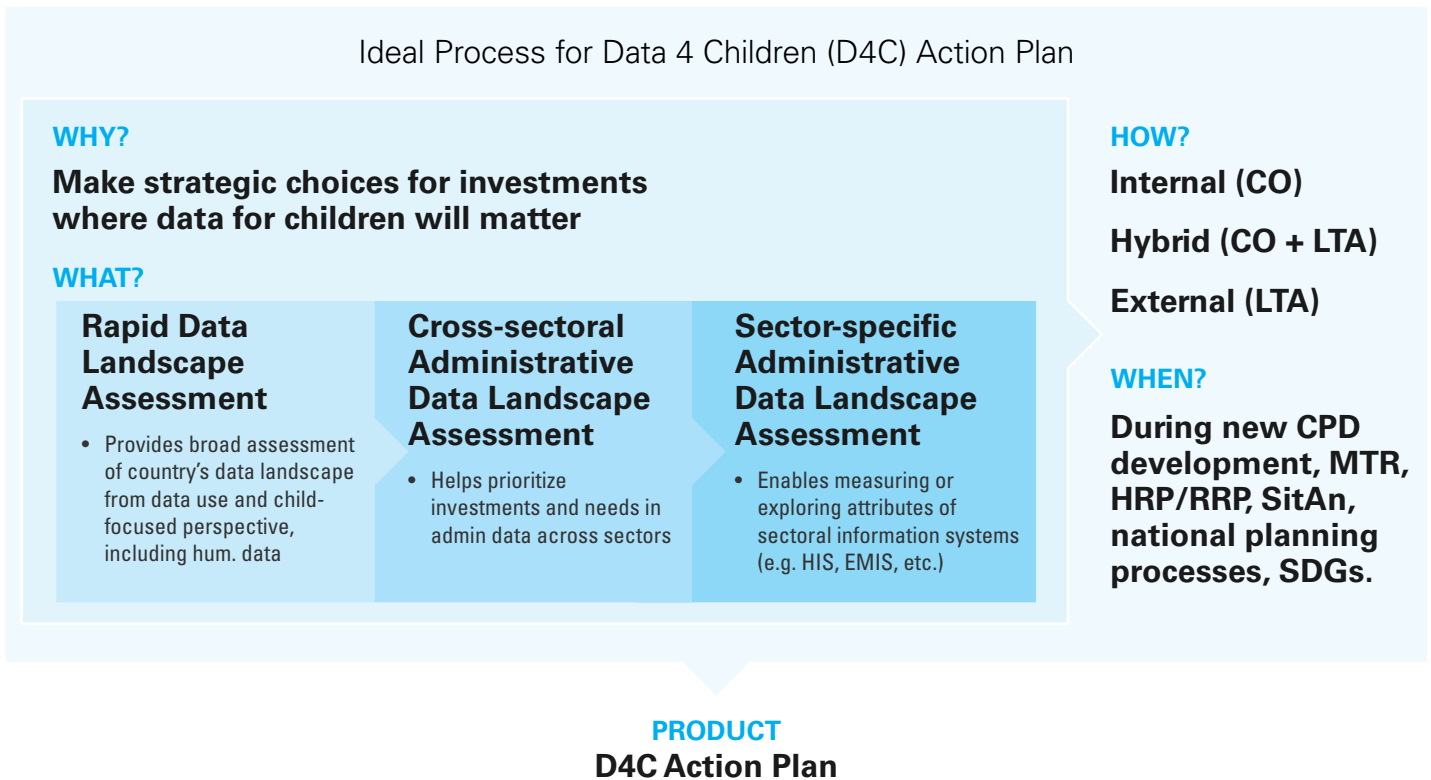 Ideal Process for Data 4 Children (D4C) Action Plan
WHY?
Make strategic choices for investments
where data for children will matter
WHAT?
Rapid Data
Landscape
Assessment
• Provides broad assessment
of country's data landscape
from data use and child-
focused perspective,
including hum. data
Cross-sectoral
Administrative
Data Landscape
Assessment
• Helps prioritize
investments and needs in
admin data across sectors
Sector-specific
Administrative
Data Landscape
Assessment
• Enables measuring or
exploring attributes of
sectoral information systems
(e.g. HIS, EMIS, etc.)
HOW?
Internal (CO)
Hybrid (CO + LTA)
External (LTA)
WHEN?
During new CPD
development, MTR,
HRP/RRP, SitAn,
national planning
processes, SDGs.
PRODUCT
D4C Action Plan